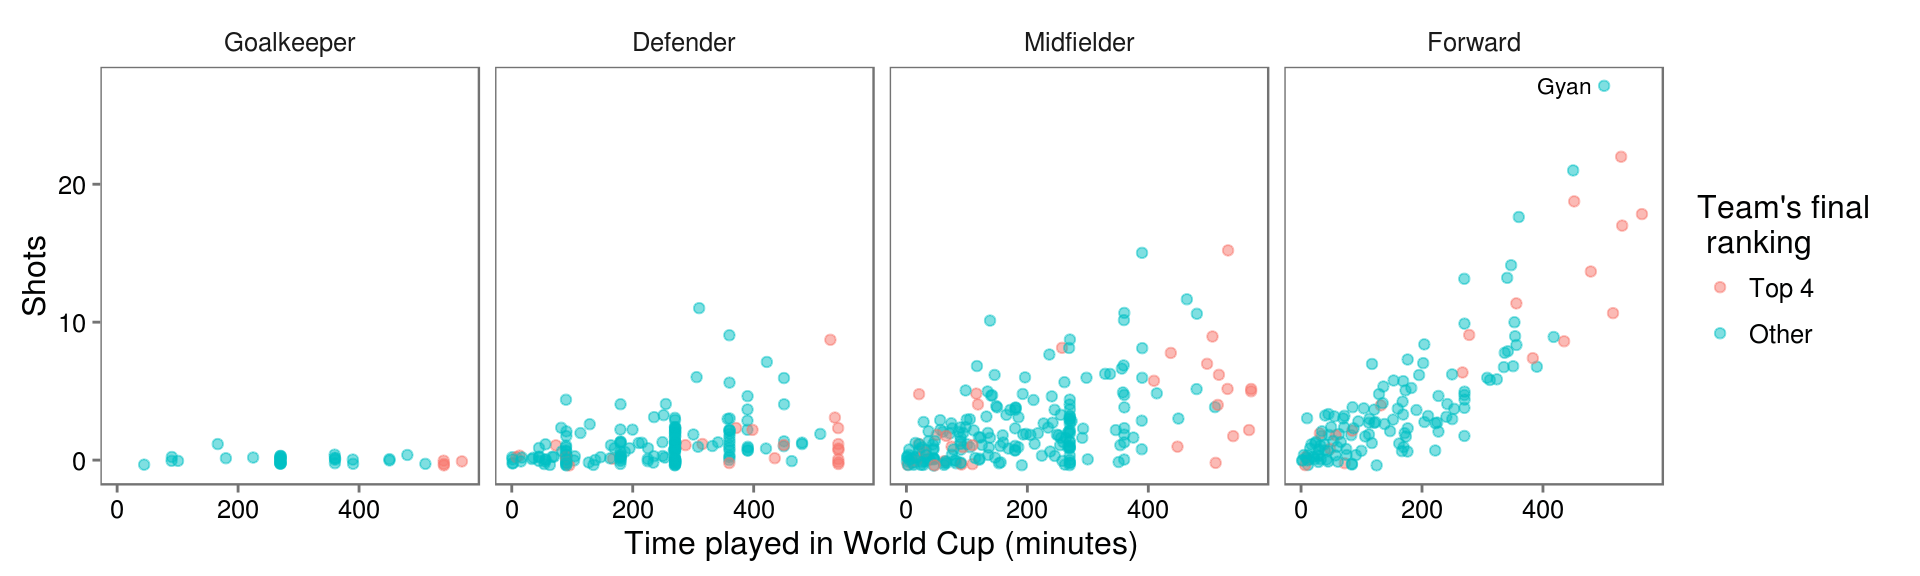 Goalkeeper Defender Midfielder Forward
Gyan
20
10
0
Shots
0 200 400 0 200 400 0 200 400 0 200 400
Time played in World Cup (minutes)
Team's final
ranking
Top 4
Other